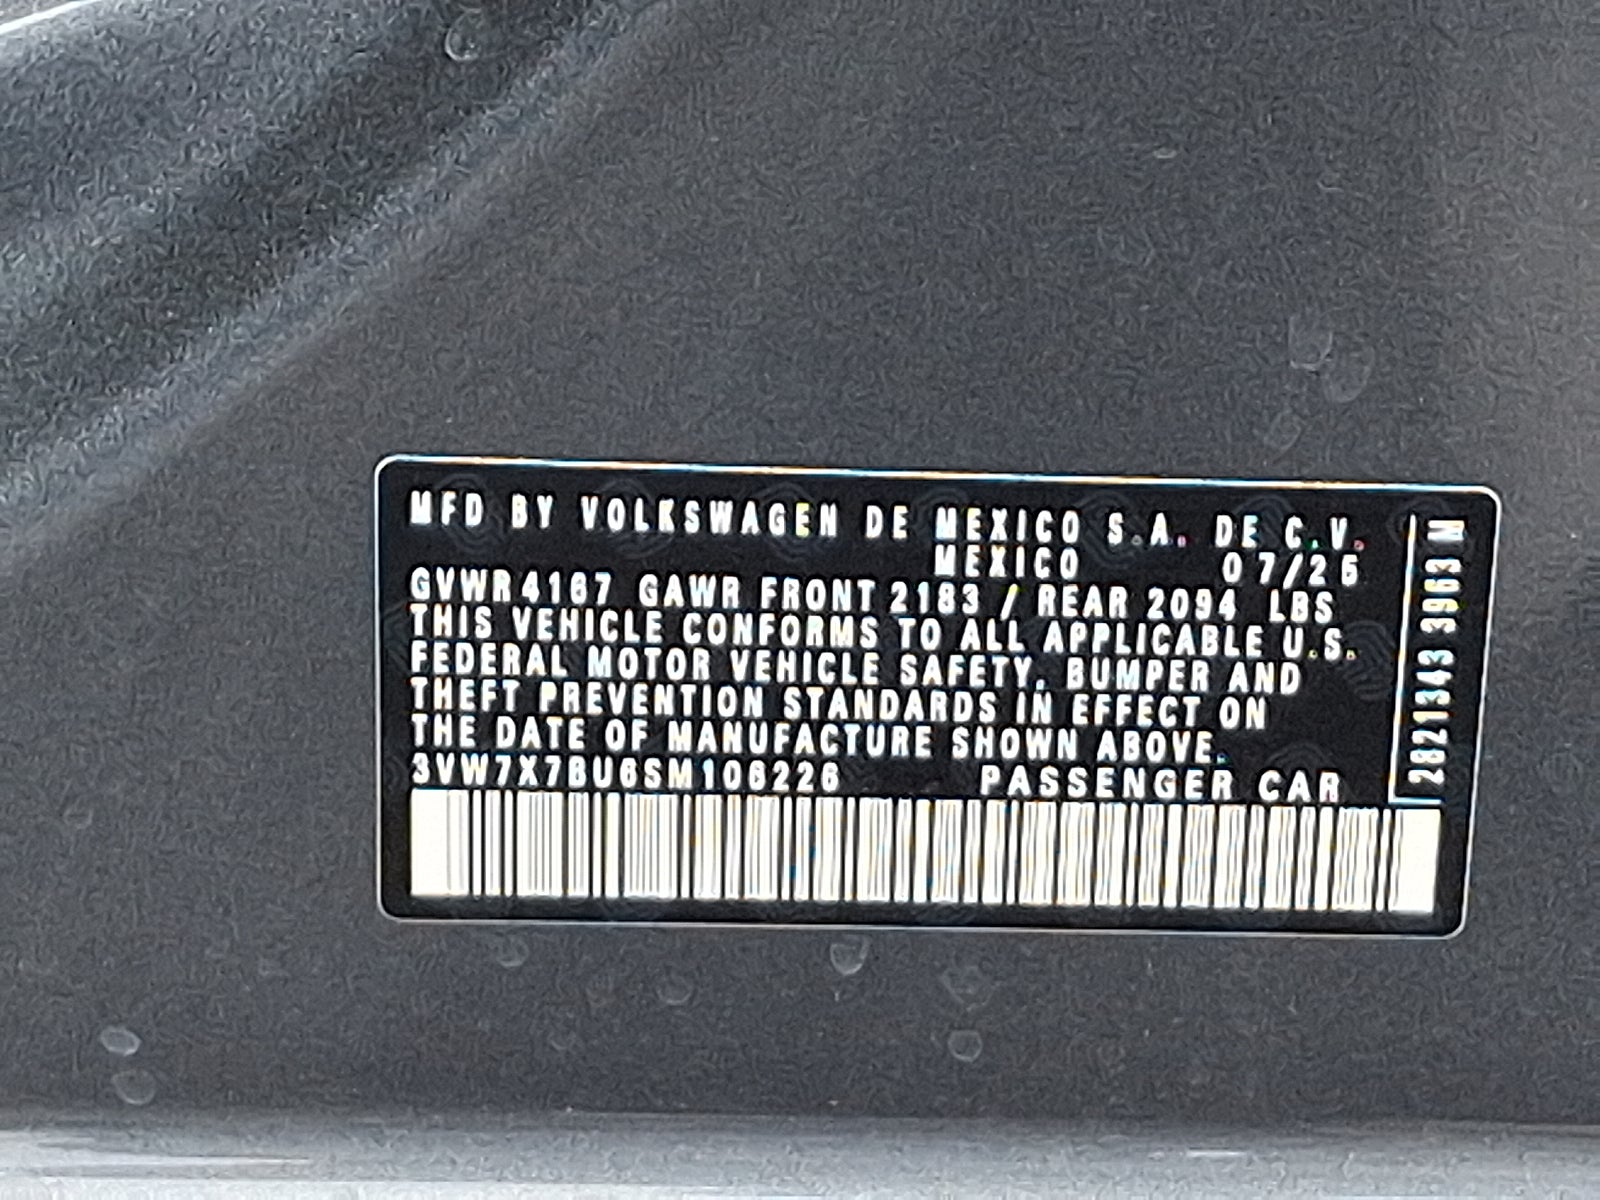 MFD BY VOLKSWAGEN DE MEXICO S.A. DE C.V.
MEXICO 07/25
GVWR 4167 GAWR FRONT 2183 / REAR 2094 LBS
THIS VEHICLE CONFORMS TO ALL APPLICABLE U.S.
FEDERAL MOTOR VEHICLE SAFETY, BUMPER AND
THEFT PREVENTION STANDARDS IN EFFECT ON
THE DATE OF MANUFACTURE SHOWN ABOVE.
3VW7X7BU6SM106226 PASSENGER CAR
2821343 3963 N